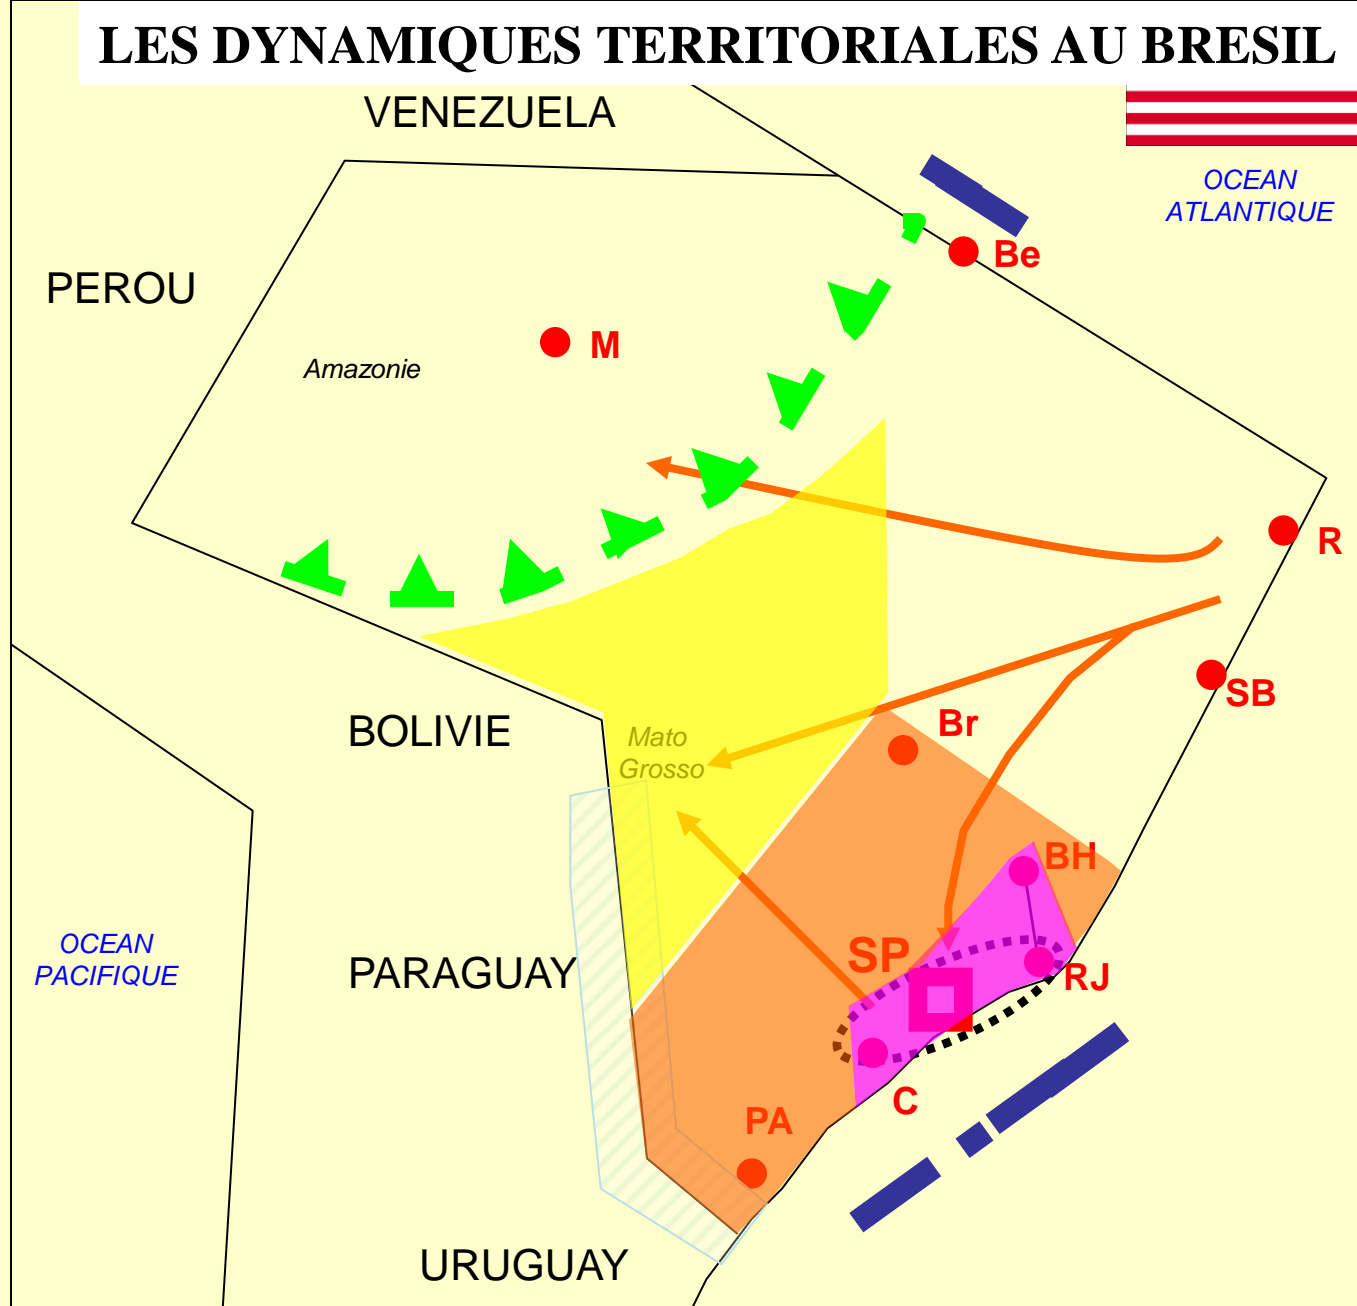 LES DYNAMIQUES TERRITORIALES AU BRESIL
VENEZUELA
OCEAN
ATLANTIQUE
Be
PEROU
M
Amazonie
R
SB
Br
BOLIVIE
Mato
Grosso
BH
SP
OCEAN
PACIFIQUE
PARAGUAY
RJ
C
PA
URUGUAY